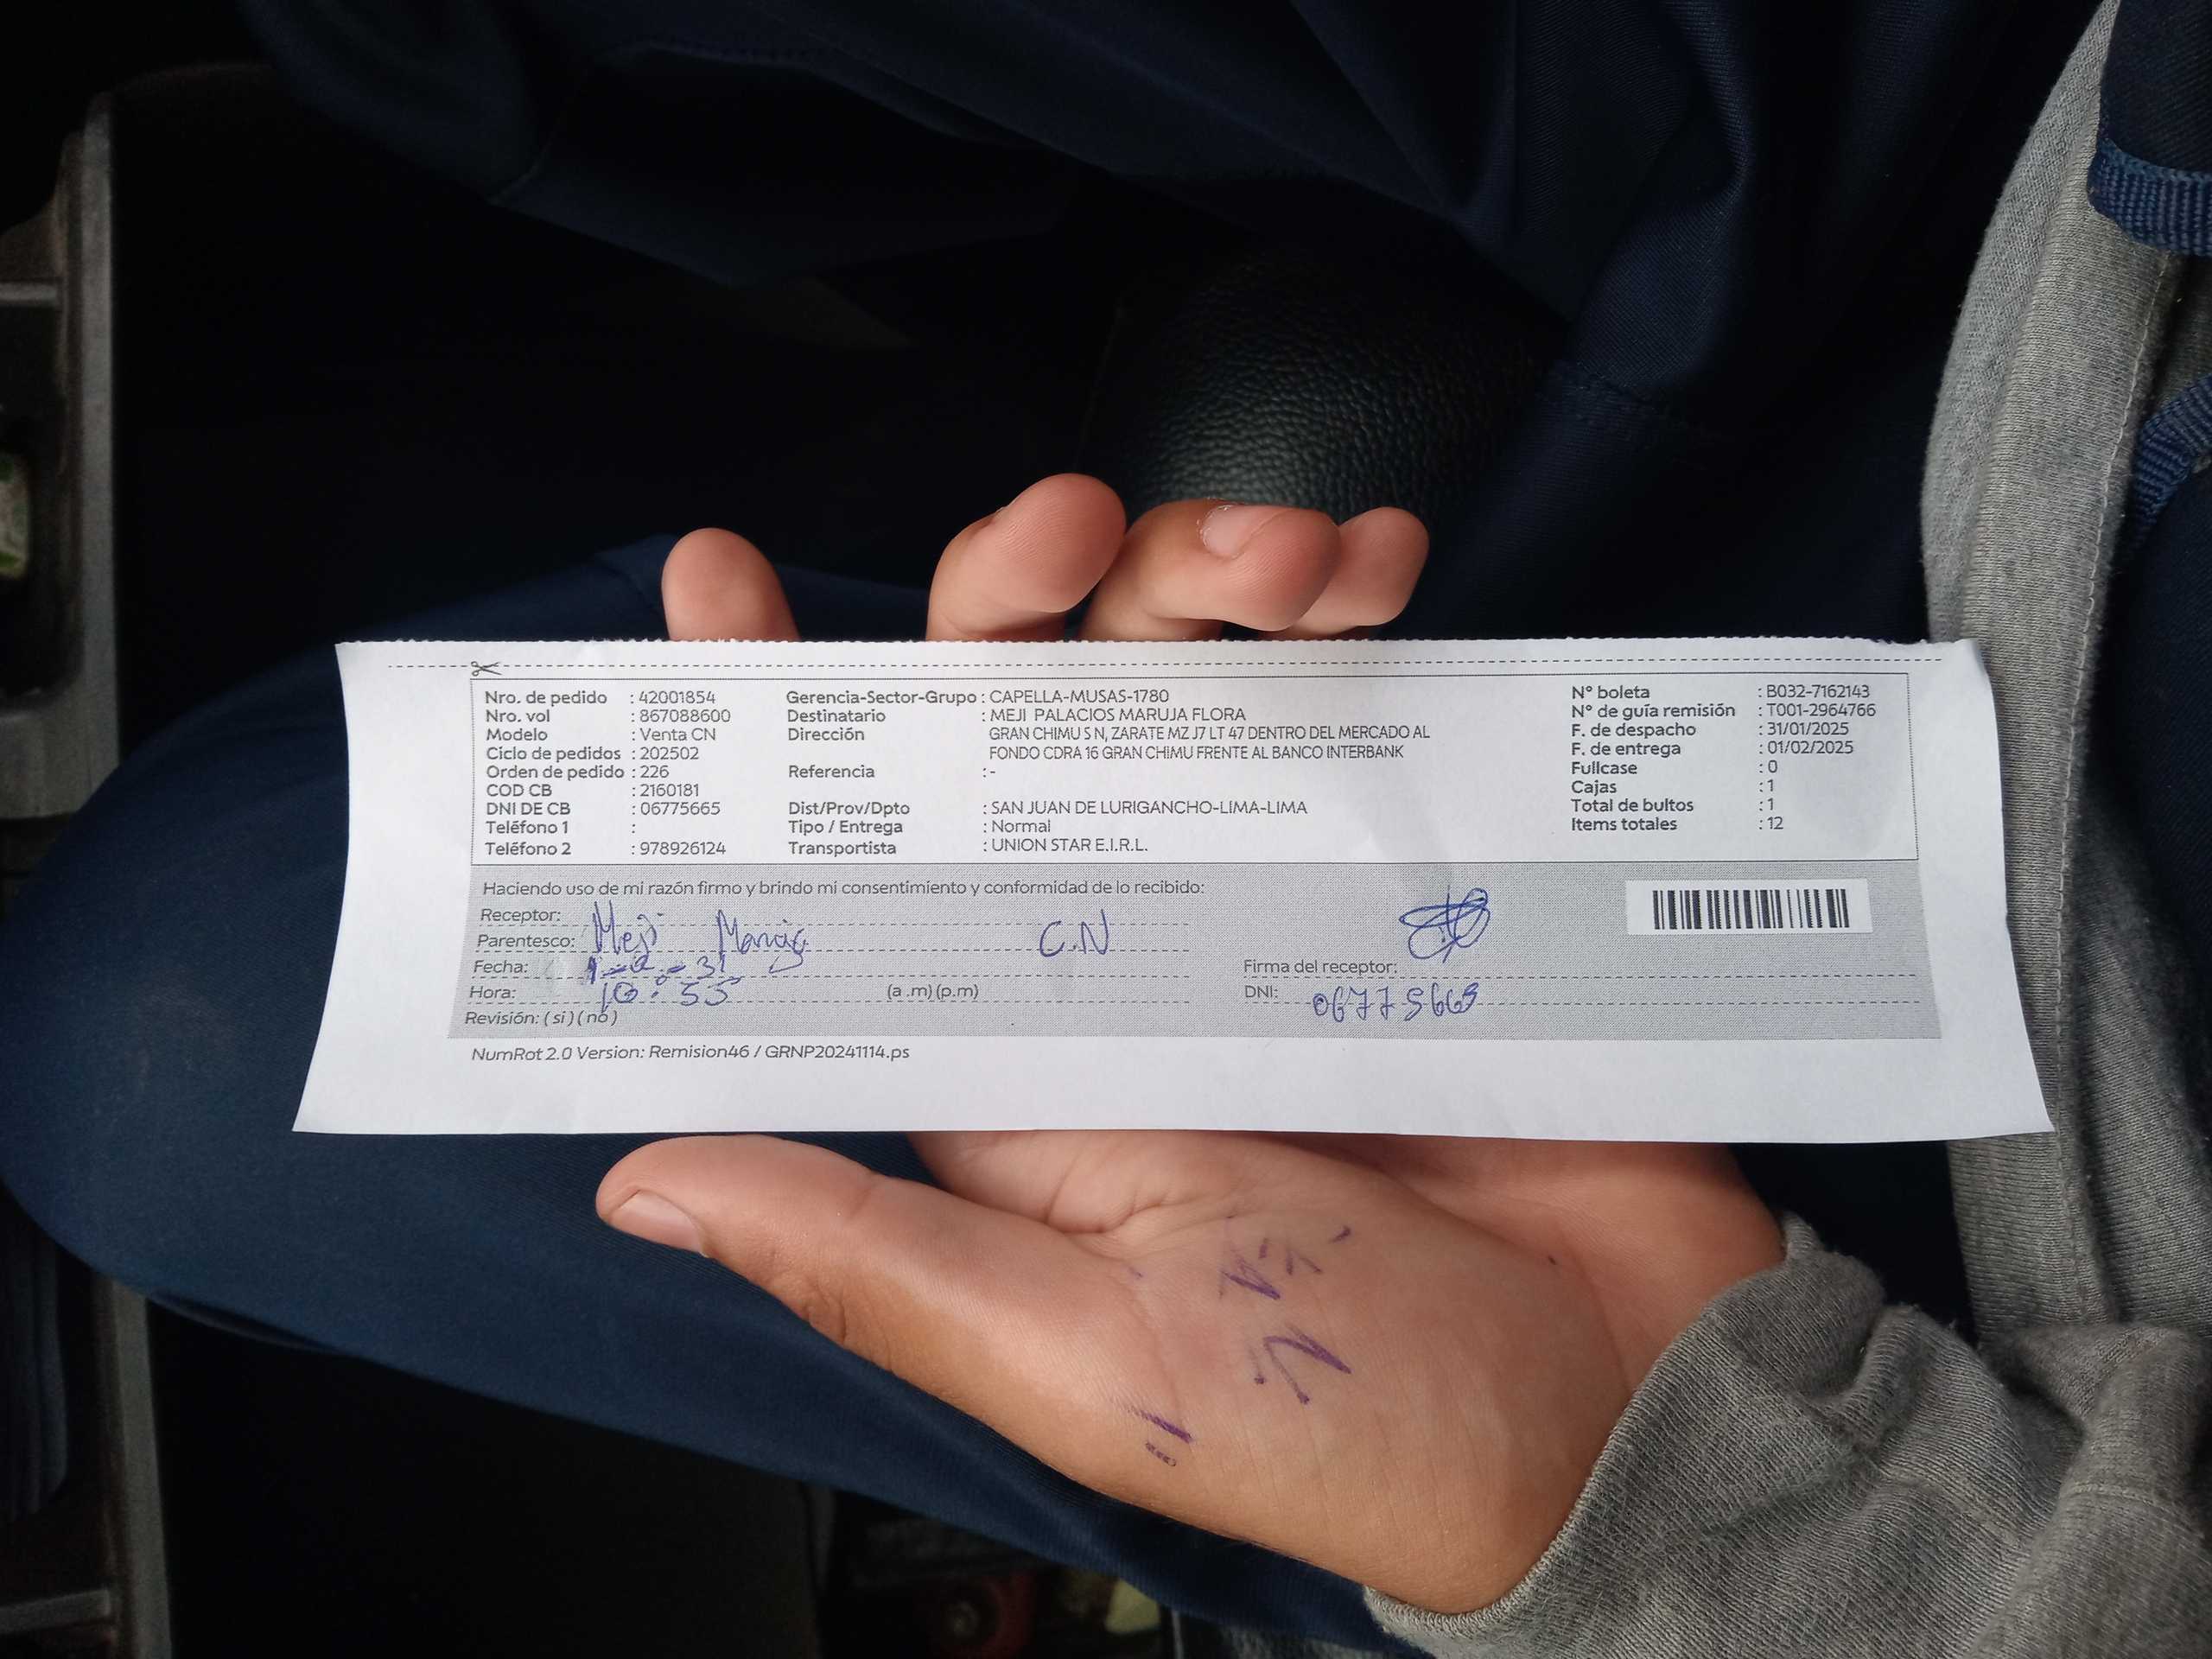 Nro. de pedido : 42001854
Nro. vol : 867088600
Modelo : Venta CN
Ciclo de pedidos : 202502
Orden de pedido : 226
COD CB : 2160181
DNI DE CB : 06775665
Teléfono 1 :
Teléfono 2 : 978926124
Gerencia-Sector-Grupo : CAPELLA-MUSAS-1780
Destinatario : MEJI PALACIOS MARUJA FLORA
Dirección GRAN CHIMU S N, ZARATE MZ J7 LT 47 DENTRO DEL MERCADO AL
FONDO CDRA 16 GRAN CHIMU FRENTE AL BANCO INTERBANK
Referencia : -
Dist/Prov/Dpto : SAN JUAN DE LURIGANCHO-LIMA-LIMA
Tipo / Entrega : Normal
Transportista : UNION STAR E.I.R.L.
N° boleta : B032-7162143
N° de guía remisión : T001-2964766
F. de despacho : 31/01/2025
F. de entrega : 01/02/2025
Fullcase : 0
Cajas : 1
Total de bultos : 1
Items totales : 12
Haciendo uso de mi razón firmo y brindo mi consentimiento y conformidad de lo recibido:
Receptor:
Parentesco: Meji C.N
Fecha:
Hora: 10:55 (a .m) (p.m)
Revisión: ( si ) ( no )
Firma del receptor:
DNI:
NumRot 2.0 Version: Remision46 / GRNP20241114.ps